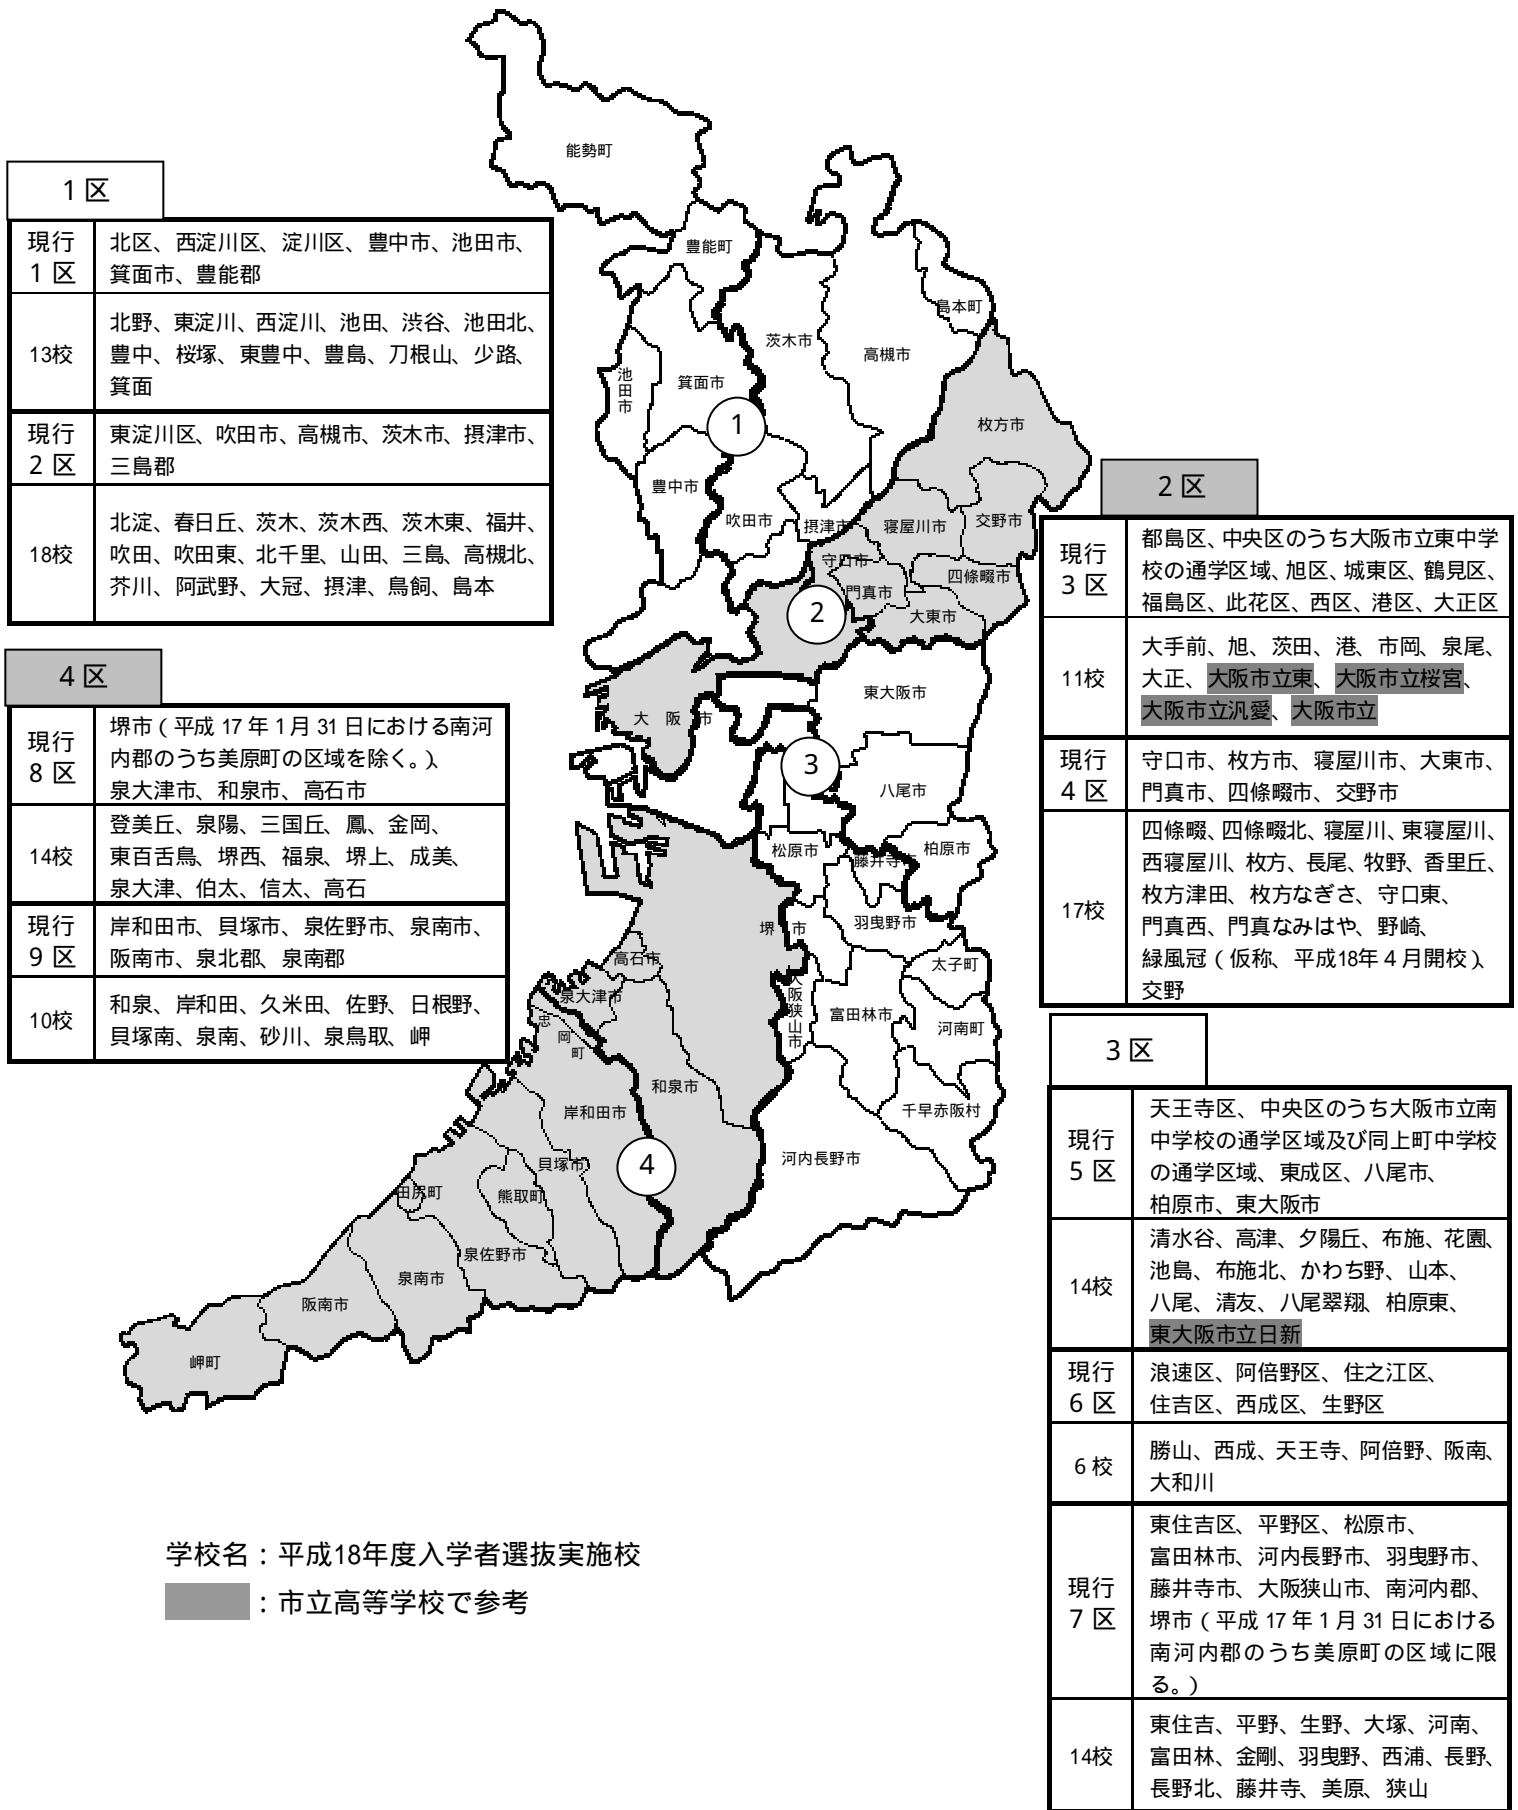 能勢町
豊能町
島本町
茨木市
高槻市
箕面市
池田市
1
枚方市
豊中市
吹田市
摂津市
寝屋川市
交野市
守口市
四條畷市
門真市
2
大東市
東大阪市
大阪市
3
八尾市
松原市
藤井寺市
柏原市
堺市
羽曳野市
高石市
太子町
泉大津市
大阪狭山市
富田林市
河南町
忠岡町
和泉市
岸和田市
千早赤阪村
河内長野市
貝塚市
4
田尻町
熊取町
泉佐野市
泉南市
阪南市
岬町
1区
現行
1区
北区、西淀川区、淀川区、豊中市、池田市、
箕面市、豊能郡
13校
北野、東淀川、西淀川、池田、渋谷、池田北、
豊中、桜塚、東豊中、豊島、刀根山、少路、
箕面
現行
2区
東淀川区、吹田市、高槻市、茨木市、摂津市、
三島郡
18校
北淀、春日丘、茨木、茨木西、茨木東、福井、
吹田、吹田東、北千里、山田、三島、高槻北、
芥川、阿武野、大冠、摂津、鳥飼、島本
2区
現行
3区
都島区、中央区のうち大阪市立東中学
校の通学区域、旭区、城東区、鶴見区、
福島区、此花区、西区、港区、大正区
11校
大手前、旭、茨田、港、市岡、泉尾、
大正、大阪市立東、大阪市立桜宮、
大阪市立汎愛、大阪市立
現行
4区
守口市、枚方市、寝屋川市、大東市、
門真市、四條畷市、交野市
17校
四條畷、四條畷北、寝屋川、東寝屋川、
西寝屋川、枚方、長尾、牧野、香里丘、
枚方津田、枚方なぎさ、守口東、
門真西、門真なみはや、野崎、
緑風冠（仮称、平成18年4月開校）、
交野
4区
現行
8区
堺市（平成17年1月31日における南河
内郡のうち美原町の区域を除く。）、
泉大津市、和泉市、高石市
14校
登美丘、泉陽、三国丘、鳳、金岡、
東百舌鳥、堺西、福泉、堺上、成美、
泉大津、伯太、信太、高石
現行
9区
岸和田市、貝塚市、泉佐野市、泉南市、
阪南市、泉北郡、泉南郡
10校
和泉、岸和田、久米田、佐野、日根野、
貝塚南、泉南、砂川、泉鳥取、岬
3区
現行
5区
天王寺区、中央区のうち大阪市立南
中学校の通学区域及び同上町中学校
の通学区域、東成区、八尾市、
柏原市、東大阪市
14校
清水谷、高津、夕陽丘、布施、花園、
池島、布施北、かわち野、山本、
八尾、清友、八尾翠翔、柏原東、
東大阪市立日新
現行
6区
浪速区、阿倍野区、住之江区、
住吉区、西成区、生野区
6校
勝山、西成、天王寺、阿倍野、阪南、
大和川
現行
7区
東住吉区、平野区、松原市、
富田林市、河内長野市、羽曳野市、
藤井寺市、大阪狭山市、南河内郡、
堺市（平成17年1月31日における
南河内郡のうち美原町の区域に限
る。）
14校
東住吉、平野、生野、大塚、河南、
富田林、金剛、羽曳野、西浦、長野、
長野北、藤井寺、美原、狭山
学校名：平成18年度入学者選抜実施校
：市立高等学校で参考